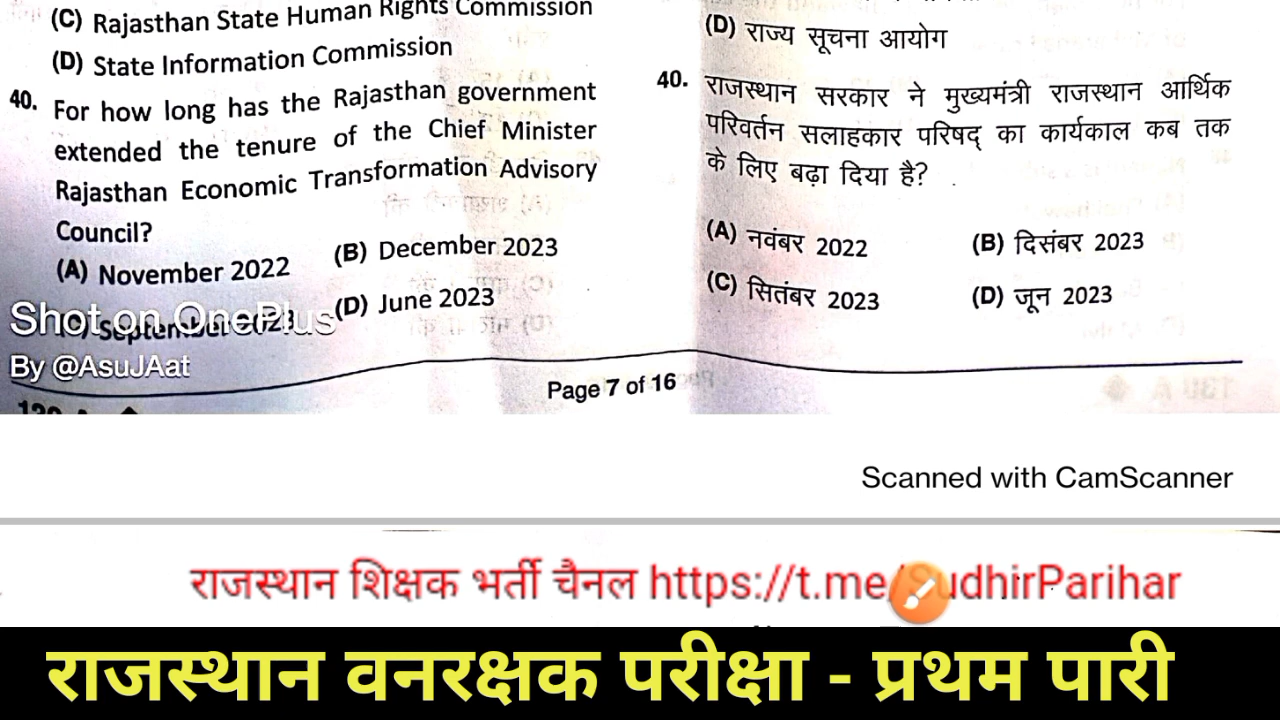 (C) Rajasthan State Human Rights Commission
(D) State Information Commission
40. For how long has the Rajasthan government
extended the tenure of the Chief Minister
Rajasthan Economic Transformation Advisory
Council?
(A) November 2022 (B) December 2023
(C) September 2023 (D) June 2023
Shot on OnePlus
By @AsuJAat
(D) राज्य सूचना आयोग
40. राजस्थान सरकार ने मुख्यमंत्री राजस्थान आर्थिक
परिवर्तन सलाहकार परिषद् का कार्यकाल कब तक
के लिए बढ़ा दिया है?
(A) नवंबर 2022 (B) दिसंबर 2023
(C) सितंबर 2023 (D) जून 2023
Page 7 of 16
Scanned with CamScanner
राजस्थान शिक्षक भर्ती चैनल https://t.me/SudhirParihar
राजस्थान वनरक्षक परीक्षा - प्रथम पारी